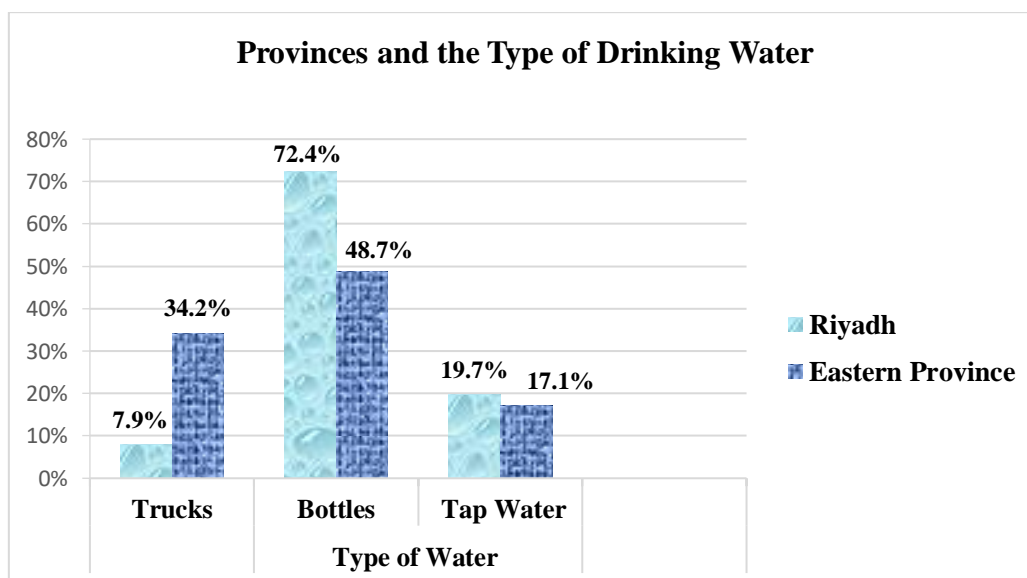 Provinces and the Type of Drinking Water
80%
70%
60%
50%
40%
30%
20%
10%
0%
7.9%
34.2%
72.4%
48.7%
19.7%
17.1%
Trucks
Bottles
Tap Water
Type of Water
Riyadh
Eastern Province